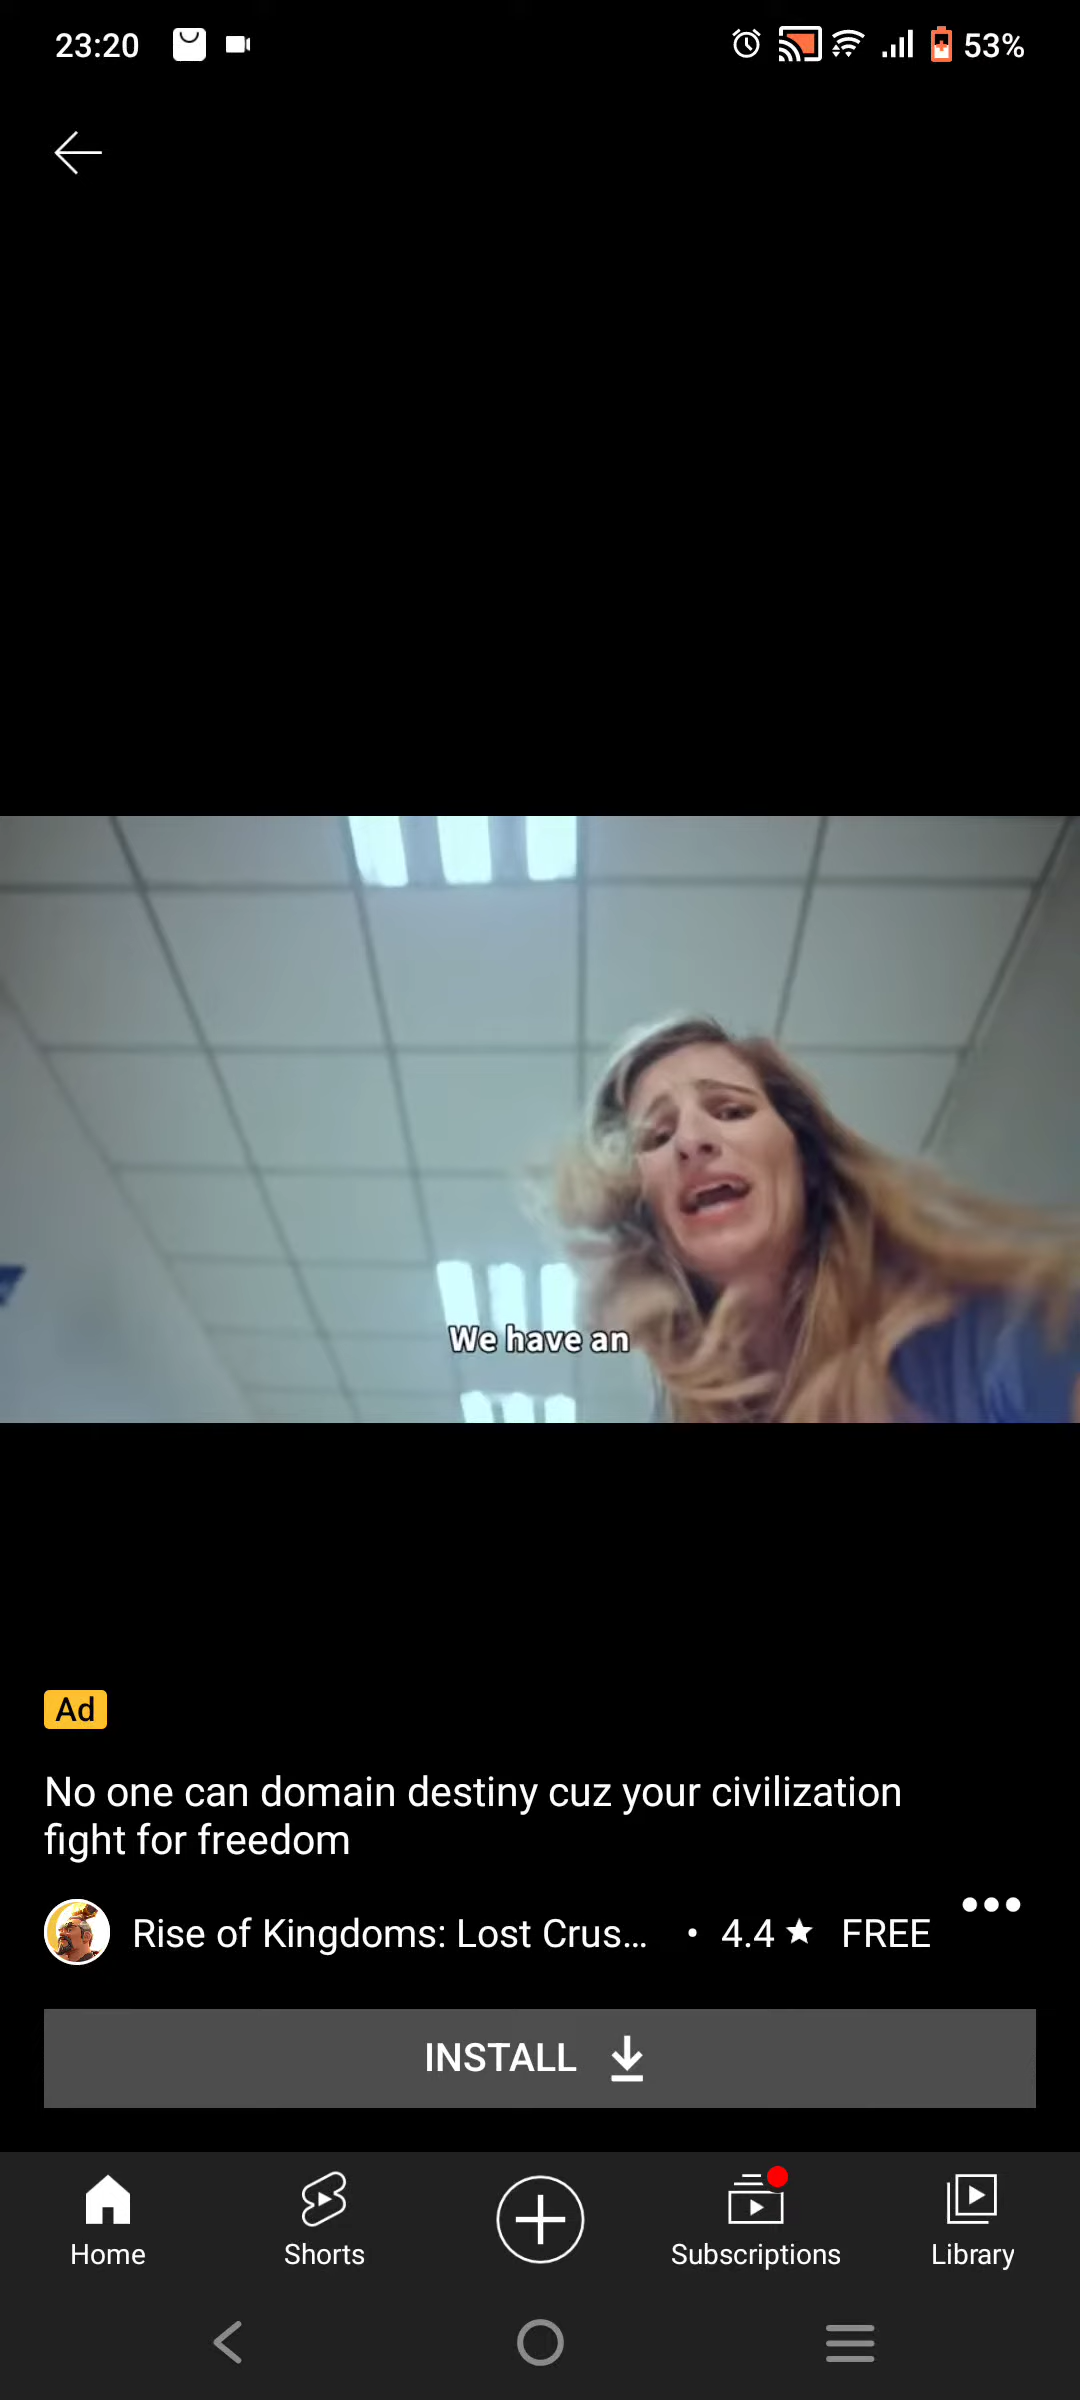 23:20
53%
We have an
Ad
No one can domain destiny cuz your civilization
fight for freedom
Rise of Kingdoms: Lost Crus... • 4.4 ★ FREE
INSTALL
Home
Shorts
Subscriptions
Library